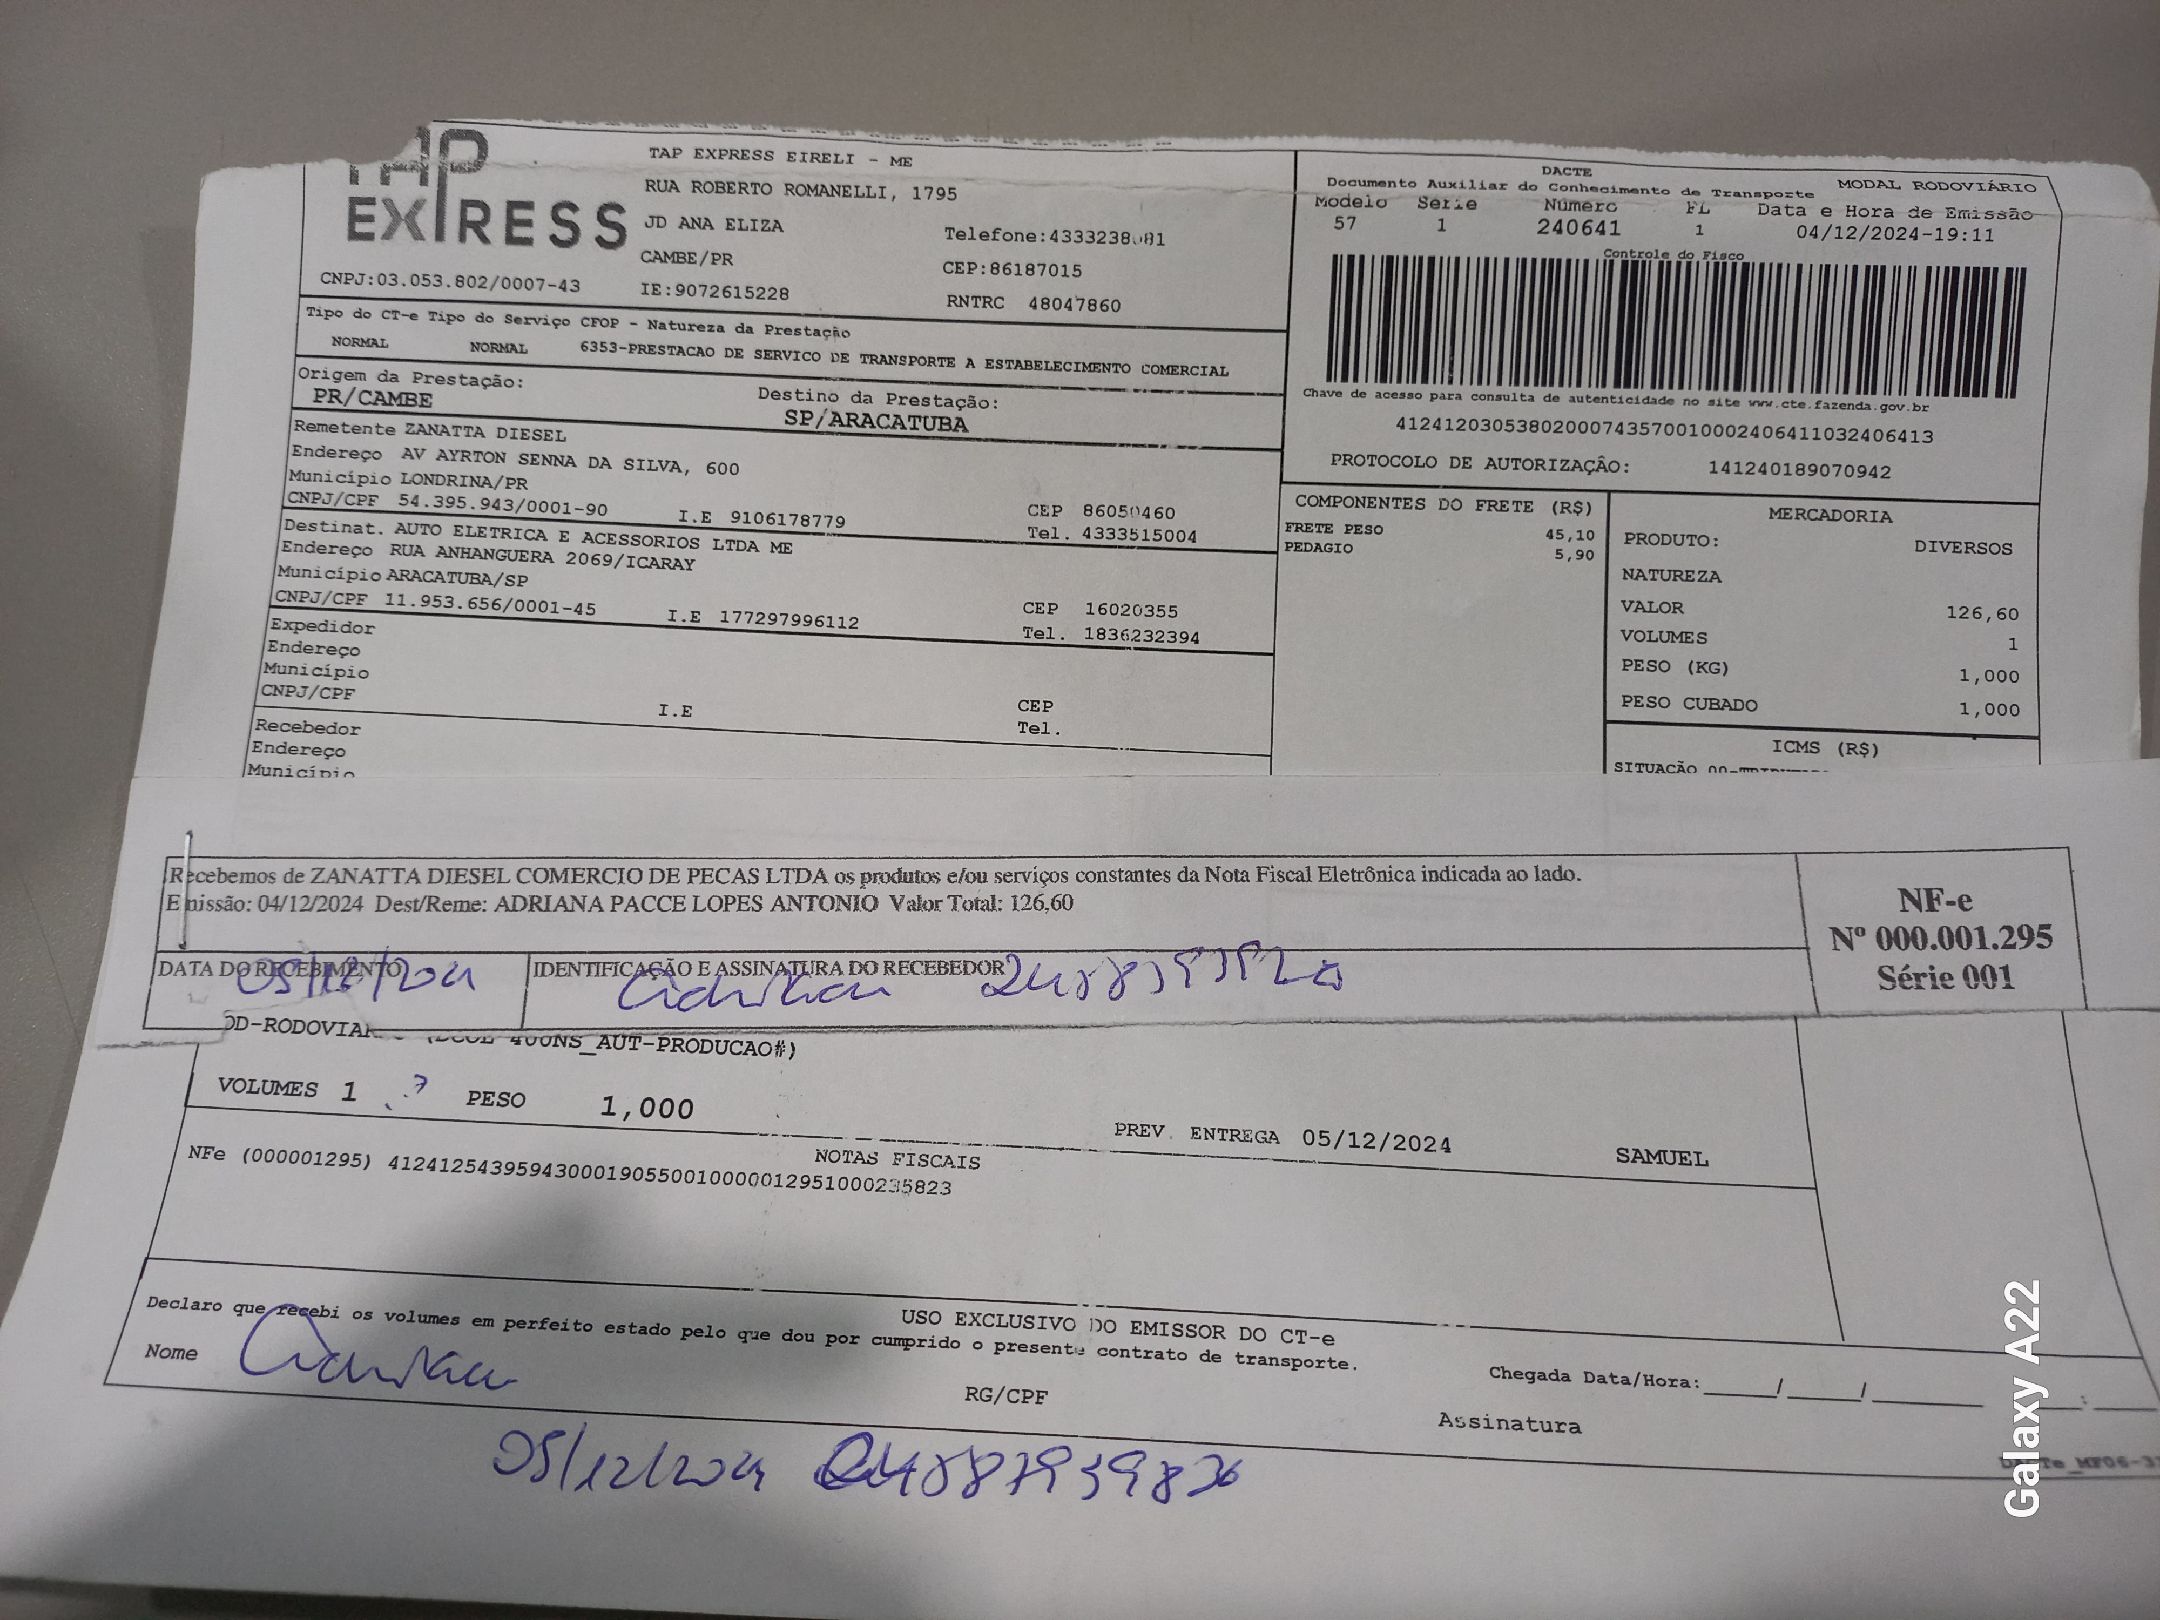 TAP
EXPRESS
CNPJ:03.053.802/0007-43
TAP EXPRESS EIRELI - ME
RUA ROBERTO ROMANELLI, 1795
JD ANA ELIZA
CAMBE/PR
IE:9072615228
Telefone:4333238081
CEP:86187015
RNTRC 48047860
DACTE
Documento Auxiliar do Conhecimento de Transporte
MODAL RODOVIÁRIO
Modelo Serie Número FL Data e Hora de Emissão
57 1 240641 1 04/12/2024-19:11
Controle do Fisco
Chave de acesso para consulta de autenticidade no site www.cte.fazenda.gov.br
41241203053802000743570010002406411032406413
PROTOCOLO DE AUTORIZAÇÃO: 141240189070942
Tipo do CT-e Tipo do Serviço CFOP - Natureza da Prestação
NORMAL NORMAL 6353-PRESTACAO DE SERVICO DE TRANSPORTE A ESTABELECIMENTO COMERCIAL
Origem da Prestação:
PR/CAMBE
Destino da Prestação:
SP/ARACATUBA
Remetente ZANATTA DIESEL
Endereço AV AYRTON SENNA DA SILVA, 600
Município LONDRINA/PR
CNPJ/CPF 54.395.943/0001-90 I.E 9106178779
CEP 86050460
Tel. 4333515004
Destinat. AUTO ELETRICA E ACESSORIOS LTDA ME
Endereço RUA ANHANGUERA 2069/ICARAY
Município ARACATUBA/SP
CNPJ/CPF 11.953.656/0001-45 I.E 177297996112
CEP 16020355
Tel. 1836232394
Expedidor
Endereço
Município
CNPJ/CPF I.E
CEP
Tel.
Recebedor
Endereço
Município
COMPONENTES DO FRETE (R$)
FRETE PESO 45,10
PEDAGIO 5,90
MERCADORIA
PRODUTO: DIVERSOS
NATUREZA
VALOR 126,60
VOLUMES 1
PESO (KG) 1,000
PESO CUBADO 1,000
ICMS (R$)
SITUAÇÃO
Recebemos de ZANATTA DIESEL COMERCIO DE PECAS LTDA os produtos e/ou serviços constantes da Nota Fiscal Eletrônica indicada ao lado.
Emissão: 04/12/2024 Dest/Reme: ADRIANA PACCE LOPES ANTONIO Valor Total: 126,60
NF-e
Nº 000.001.295
Série 001
DATA DO RECEBIMENTO
IDENTIFICAÇÃO E ASSINATURA DO RECEBEDOR
400NS_AUT-PRODUCAO#)
VOLUMES 1 PESO 1,000
PREV. ENTREGA 05/12/2024 SAMUEL
NOTAS FISCAIS
NFe (000001295) 41241254395943000190550010000012951000235823
USO EXCLUSIVO DO EMISSOR DO CT-e
Declaro que recebi os volumes em perfeito estado pelo que dou por cumprido o presente contrato de transporte.
Nome
RG/CPF
Chegada Data/Hora:_____/_____/_______ __:__
Assinatura
Galaxy A22